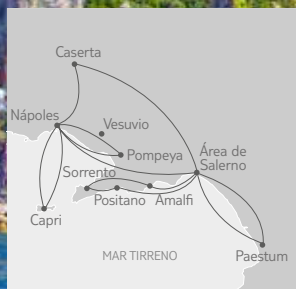 Caserta
Nápoles
Vesuvio
Pompeya
Área de
Salerno
Sorrento
Positano
Amalfi
Capri
MAR TIRRENO
Paestum